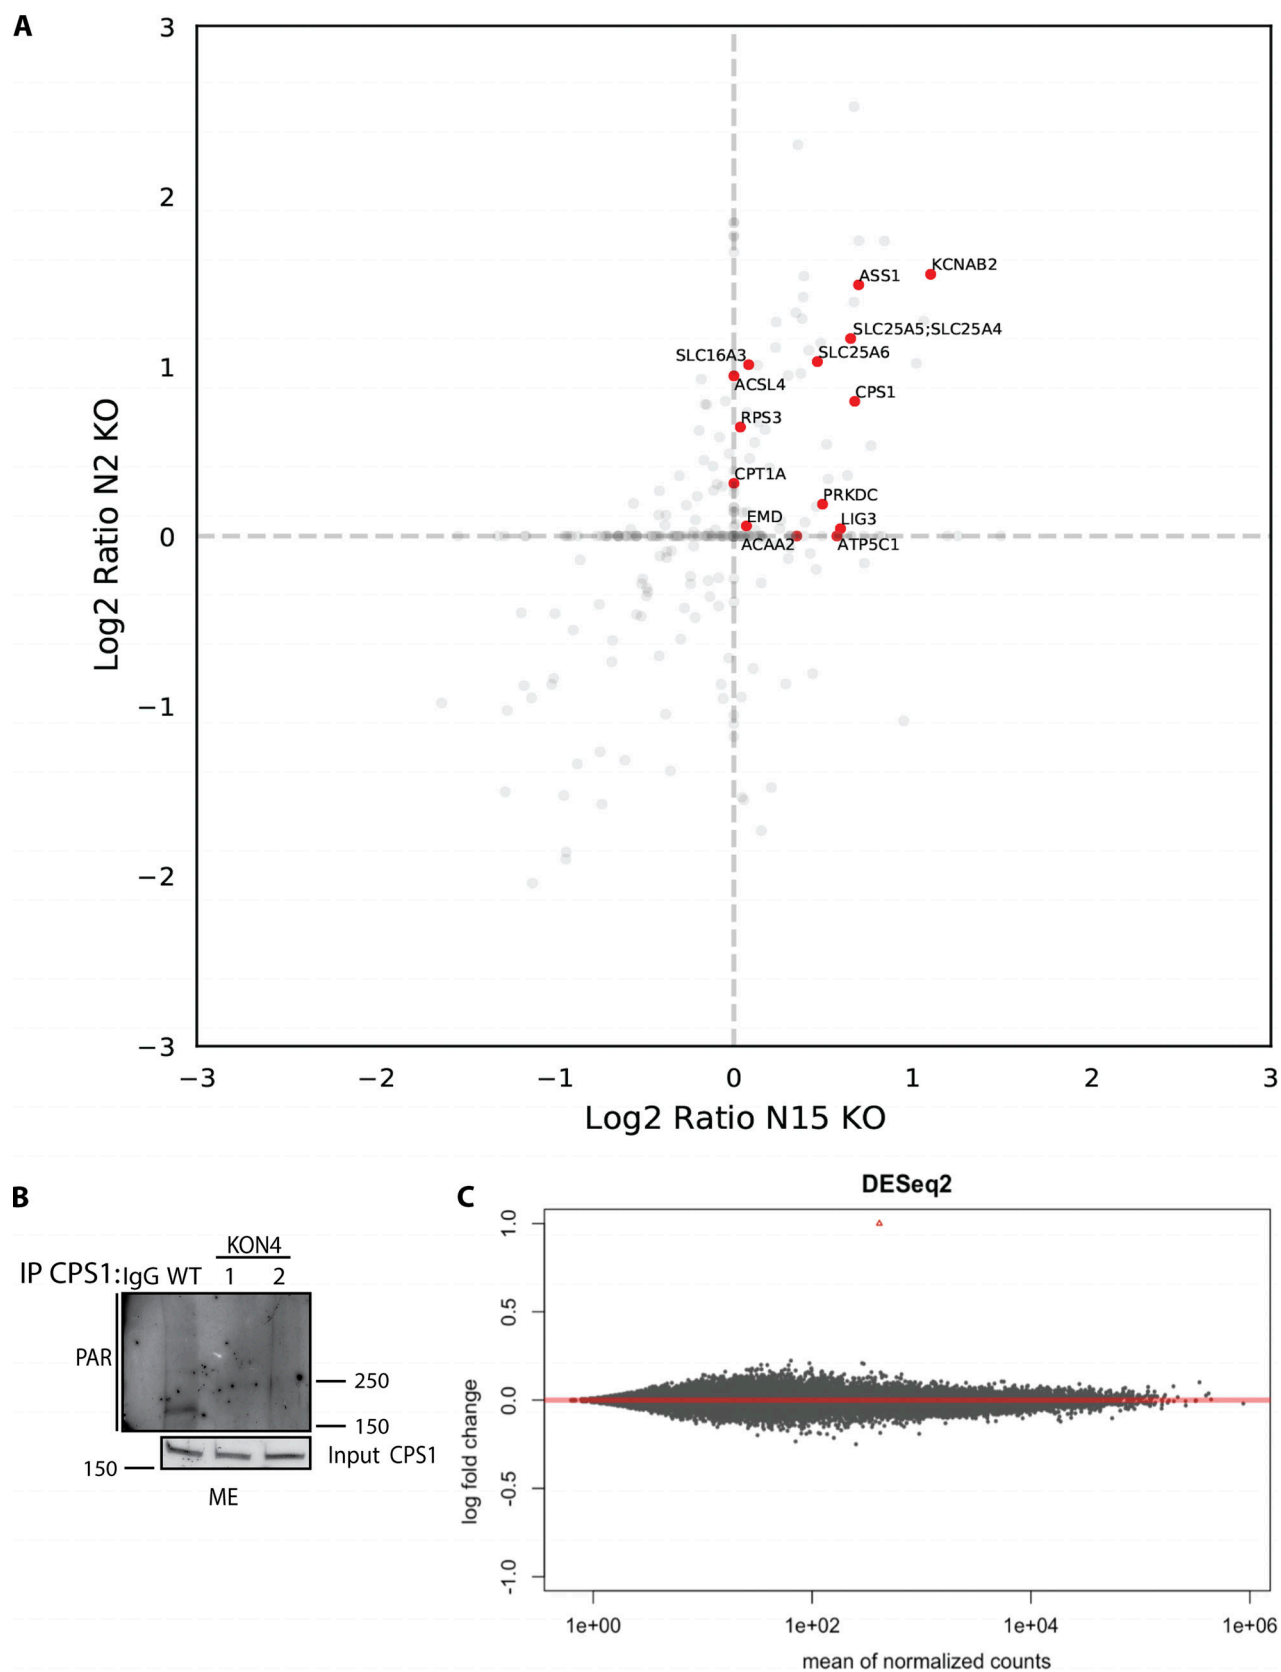 A
3
2
1
0
−1
−2
−3
Log2 Ratio N2 KO
KCNAB2
ASS1
SLC25A5;SLC25A4
SLC16A3
SLC25A6
ACSL4
CPS1
RPS3
CPT1A
PRKDC
EMD
LIG3
ACAA2
ATP5C1
−3 −2 −1 0 1 2 3
Log2 Ratio N15 KO
B
KON4
IP CPS1: IgG WT 1 2
PAR
250
150
Input CPS1
150
ME
C
DESeq2
1.0
0.5
0.0
-0.5
-1.0
log fold change
1e+00 1e+02 1e+04 1e+06
mean of normalized counts